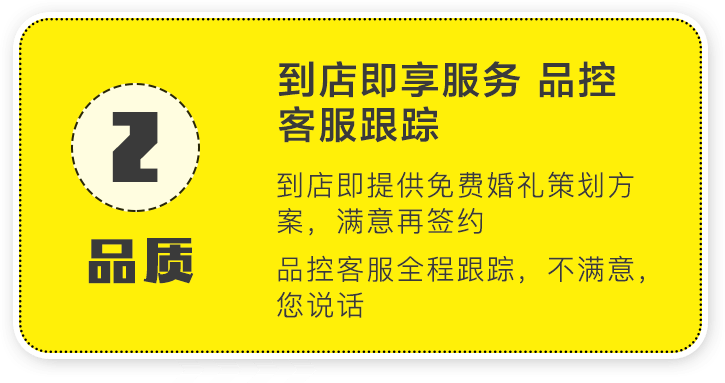 2
品质
到店即享服务 品控
客服跟踪
到店即提供免费婚礼策划方
案，满意再签约
品控客服全程跟踪，不满意，
您说话